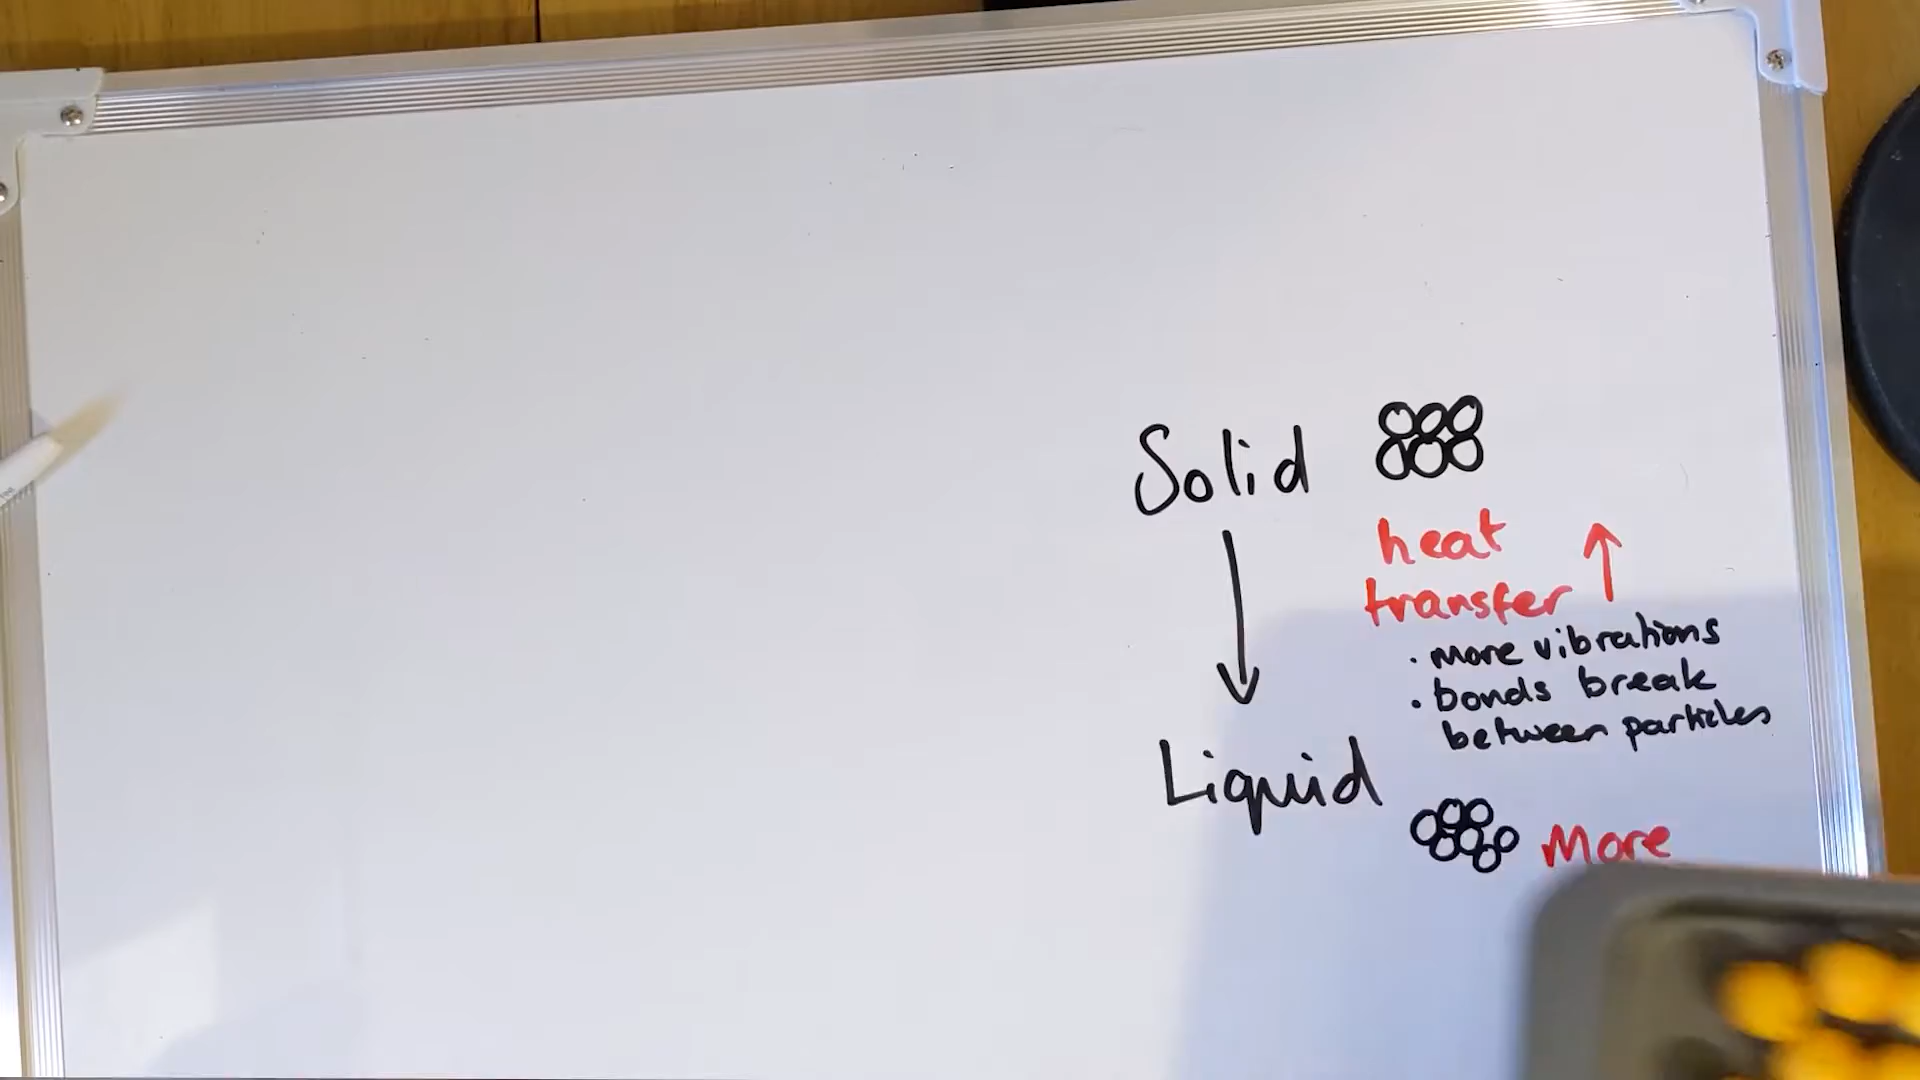 Solid
heat
transfer ↑
· more vibrations
· bonds break
between particles
Liquid
More